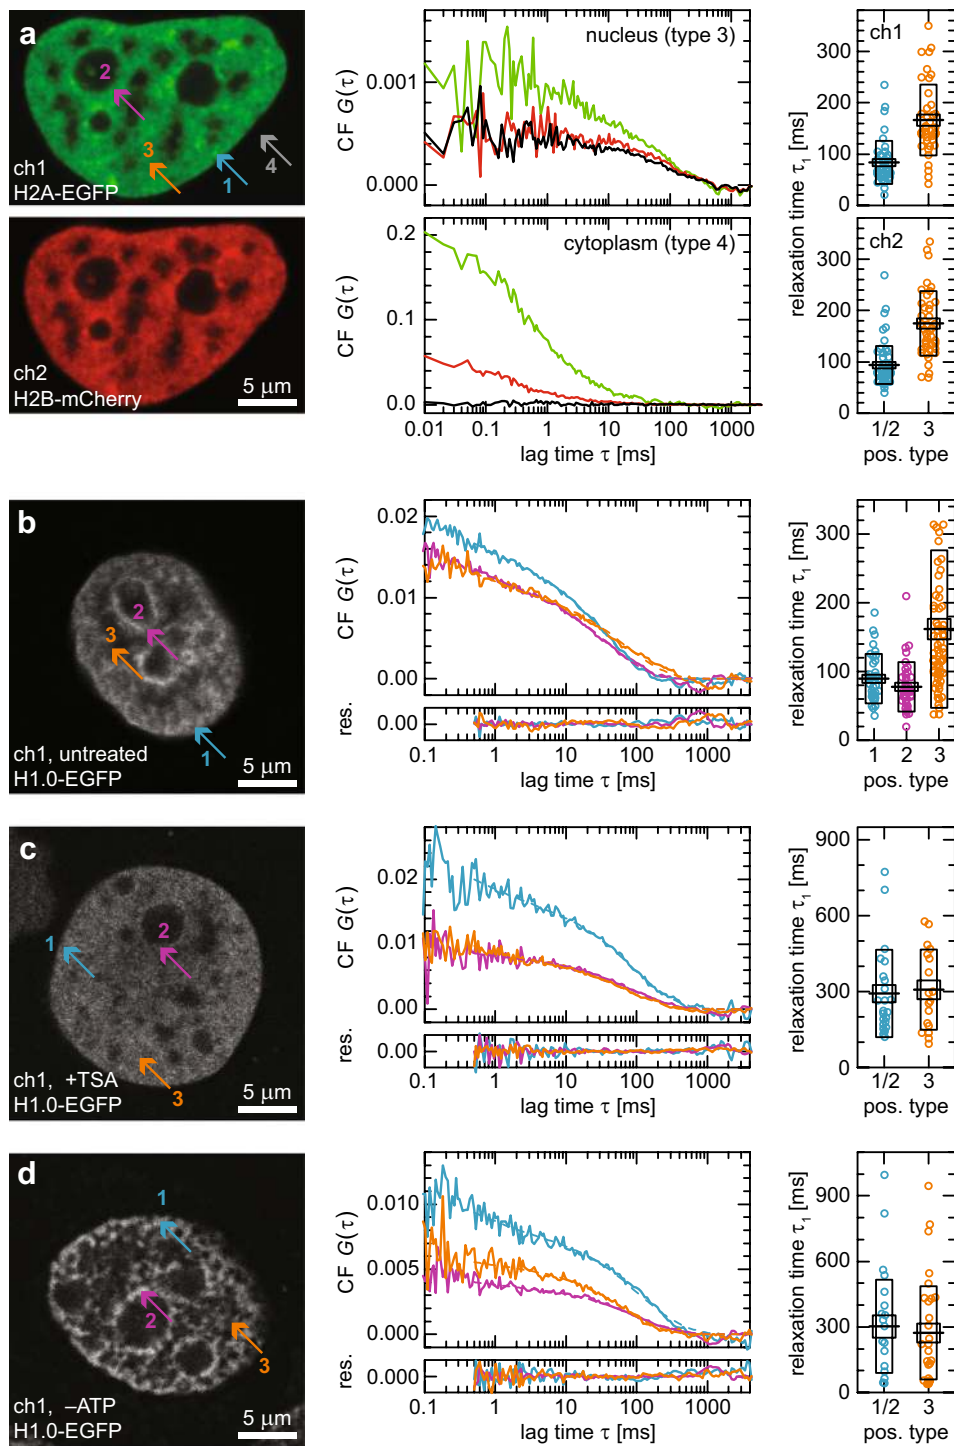 a
2
3
1
4
ch1
H2A-EGFP
ch2
H2B-mCherry
5 μm
CF G(τ)
0.001
0.000
nucleus (type 3)
CF G(τ)
0.2
0.1
0.0
cytoplasm (type 4)
0.01 0.1 1 10 100 1000
lag time τ [ms]
relaxation time τ1 [ms]
ch1
300
200
100
0
ch2
300
200
100
0
1/2 3
pos. type
b
2
3
1
ch1, untreated
H1.0-EGFP
5 μm
CF G(τ)
0.02
0.01
0.00
res.
0.00
0.1 1 10 100 1000
lag time τ [ms]
relaxation time τ1 [ms]
300
200
100
0
1 2 3
pos. type
c
1
2
3
ch1, +TSA
H1.0-EGFP
5 μm
CF G(τ)
0.02
0.01
0.00
res.
0.00
0.1 1 10 100 1000
lag time τ [ms]
relaxation time τ1 [ms]
900
600
300
0
1/2 3
pos. type
d
1
2
3
ch1, –ATP
H1.0-EGFP
5 μm
CF G(τ)
0.010
0.005
0.000
res.
0.000
0.1 1 10 100 1000
lag time τ [ms]
relaxation time τ1 [ms]
900
600
300
0
1/2 3
pos. type